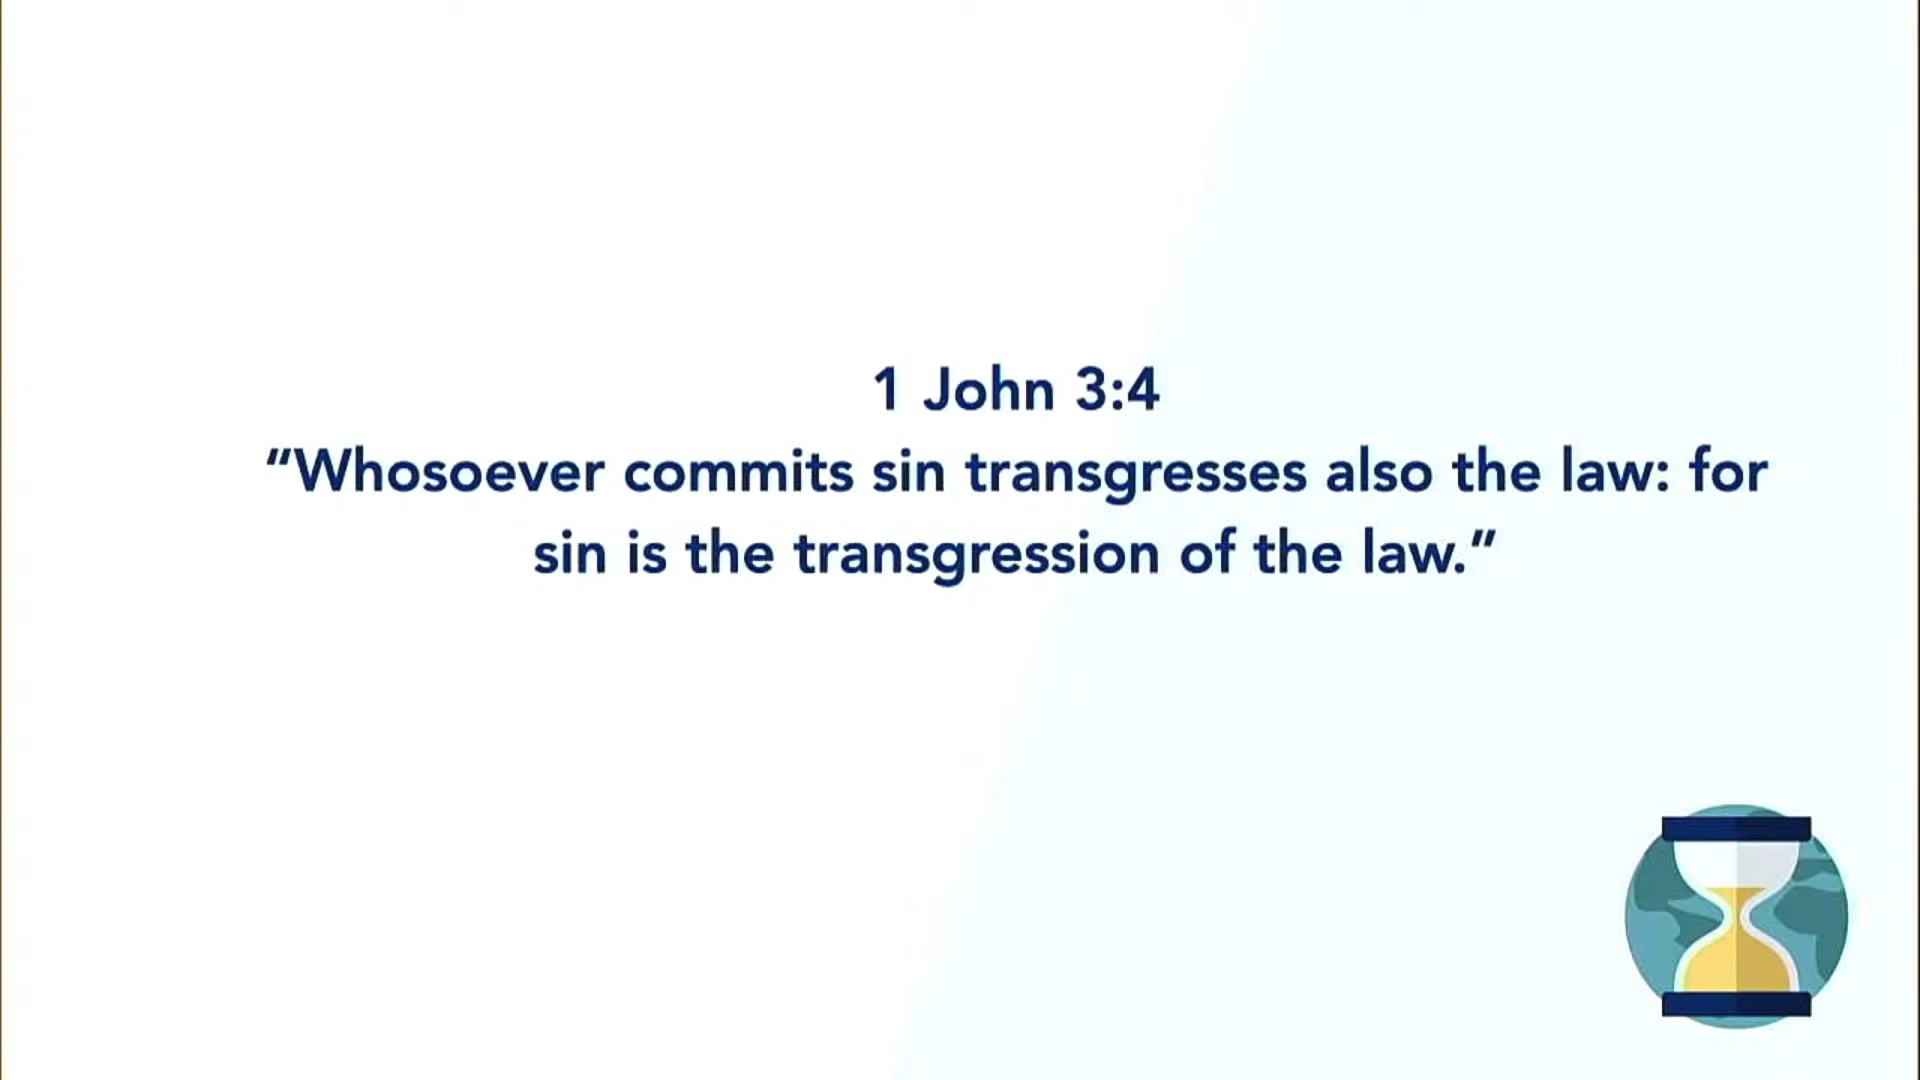 1 John 3:4
“Whosoever commits sin transgresses also the law: for
sin is the transgression of the law.”